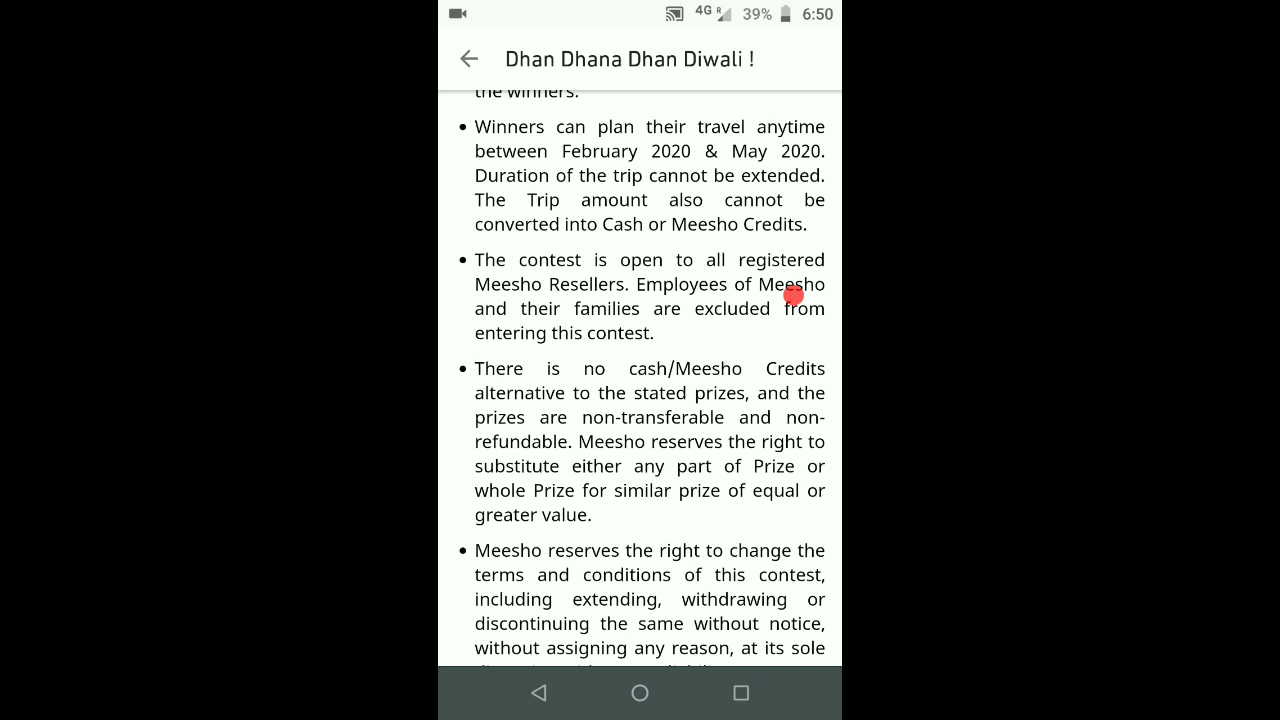 4G R 39% 6:50
Dhan Dhana Dhan Diwali !
the winners.
Winners can plan their travel anytime
between February 2020 & May 2020.
Duration of the trip cannot be extended.
The Trip amount also cannot be
converted into Cash or Meesho Credits.
The contest is open to all registered
Meesho Resellers. Employees of Meesho
and their families are excluded from
entering this contest.
There is no cash/Meesho Credits
alternative to the stated prizes, and the
prizes are non-transferable and non-
refundable. Meesho reserves the right to
substitute either any part of Prize or
whole Prize for similar prize of equal or
greater value.
Meesho reserves the right to change the
terms and conditions of this contest,
including extending, withdrawing or
discontinuing the same without notice,
without assigning any reason, at its sole